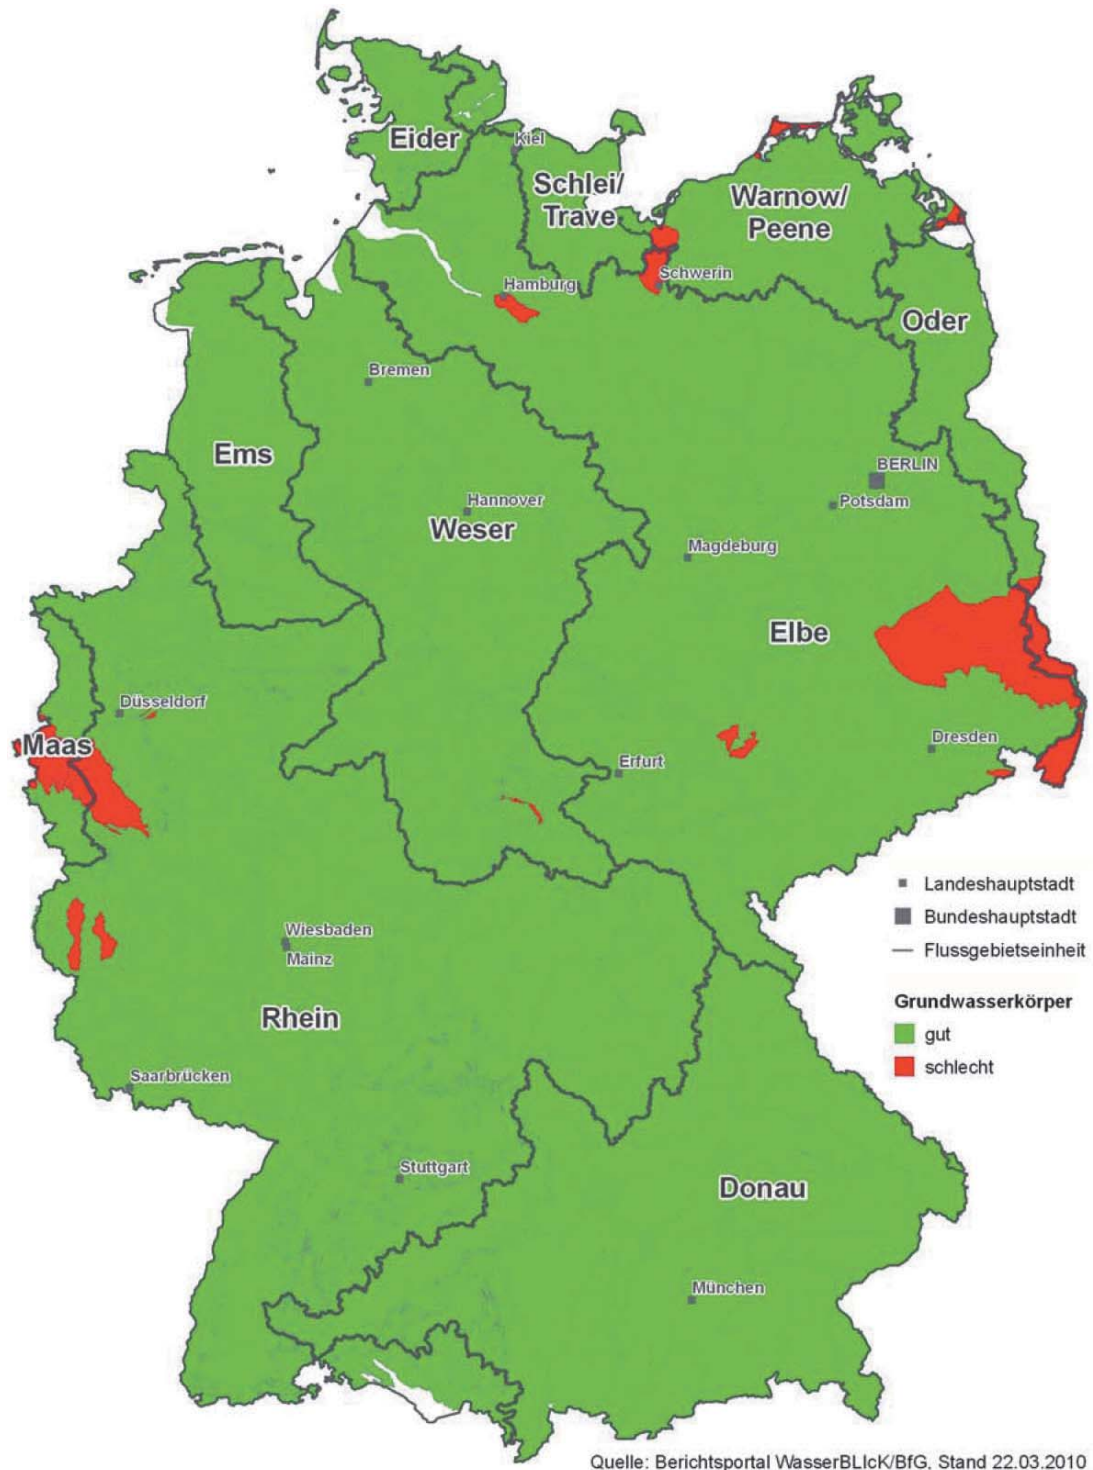 Eider
Kiel
Schlei/
Trave
Warnow/
Peene
Schwerin
Hamburg
Oder
Bremen
Ems
BERLIN
Potsdam
Hannover
Weser
Magdeburg
Elbe
Düsseldorf
Maas
Dresden
Erfurt
Landeshauptstadt
Bundeshauptstadt
Flussgebietseinheit
Wiesbaden
Mainz
Grundwasserkörper
gut
schlecht
Rhein
Saarbrücken
Stuttgart
Donau
München
Quelle: Berichtsportal WasserBLIcK/BfG, Stand 22.03.2010